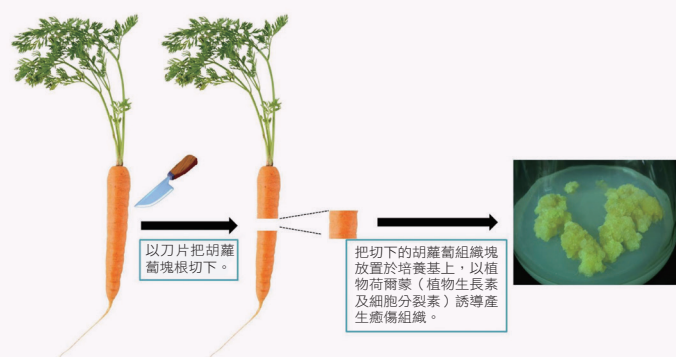 以刀片把胡蘿
蔔塊根切下。
把切下的胡蘿蔔組織塊
放置於培養基上，以植
物荷爾蒙（植物生長素
及細胞分裂素）誘導產
生癒傷組織。